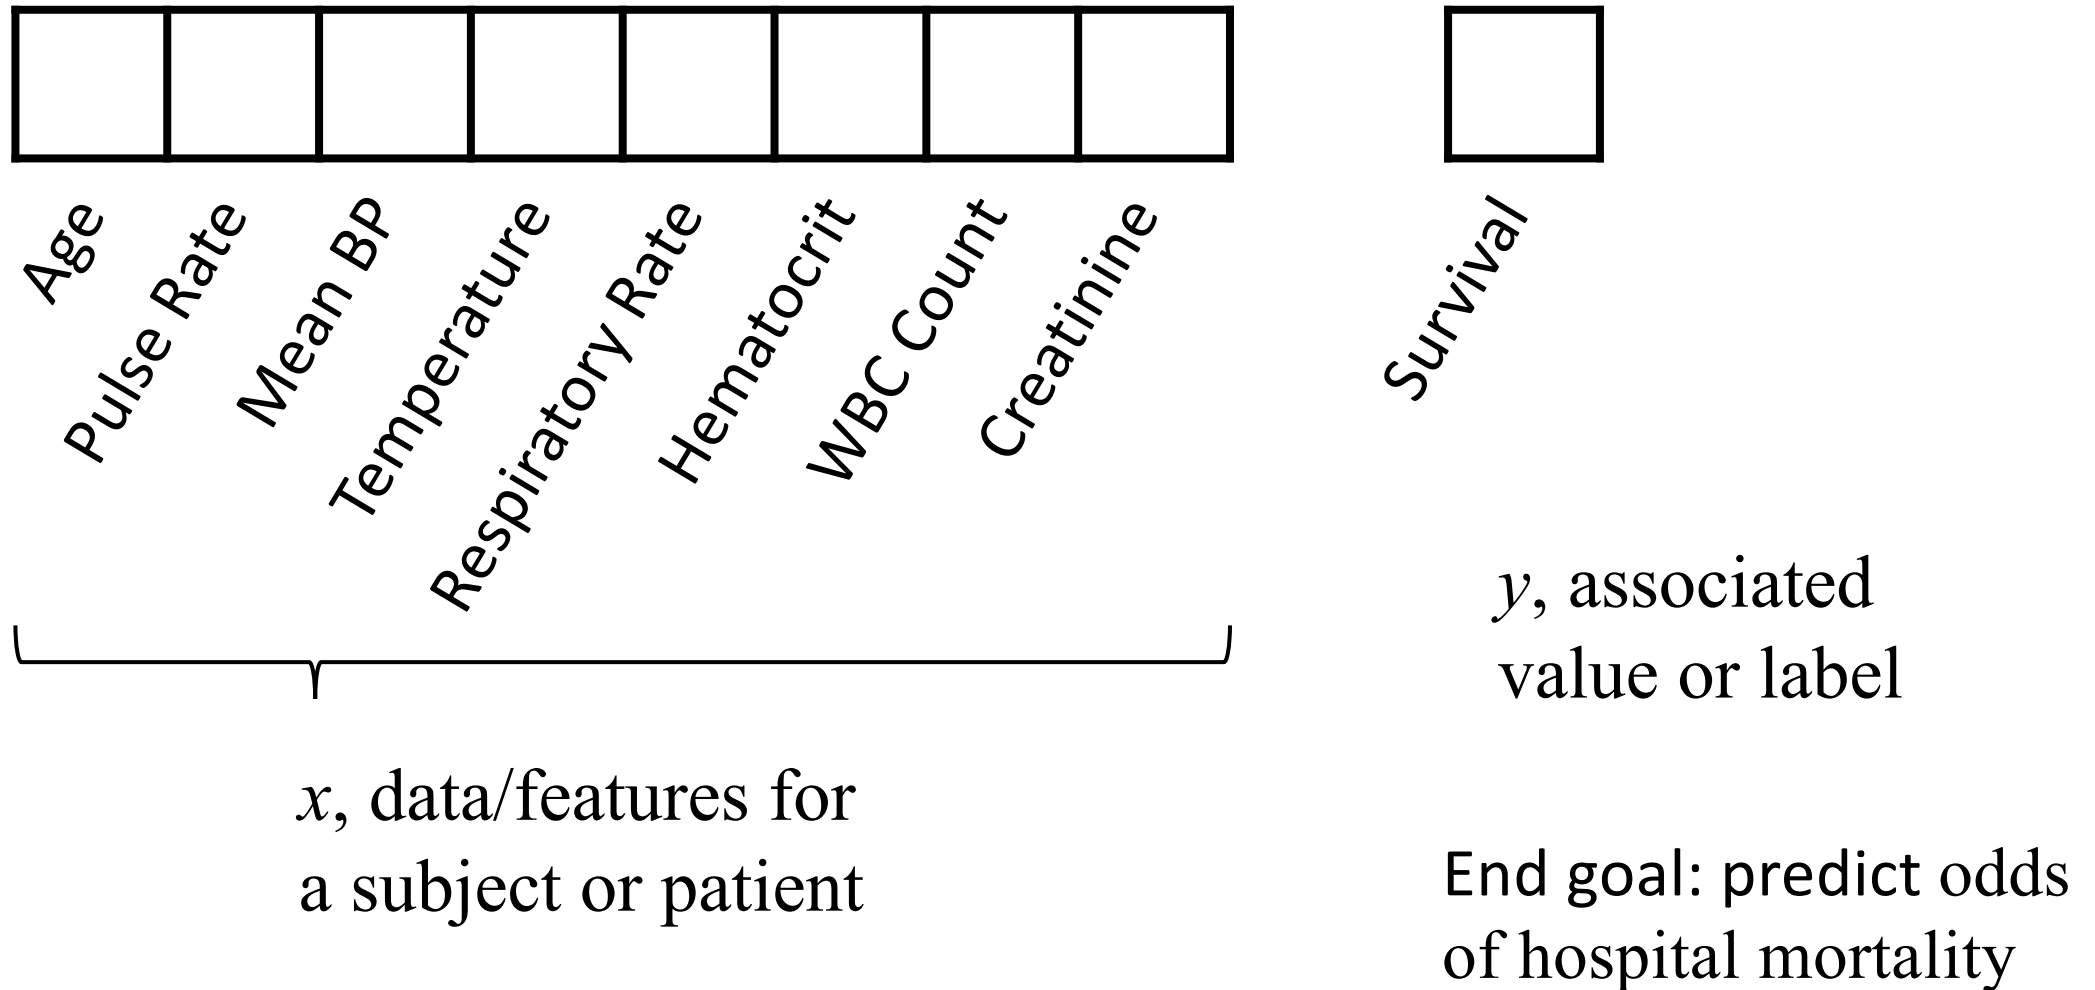 Age
Pulse Rate
Mean BP
Temperature
Respiratory Rate
Hematocrit
WBC Count
Creatinine
Survival
x, data/features for
a subject or patient
y, associated
value or label
End goal: predict odds
of hospital mortality